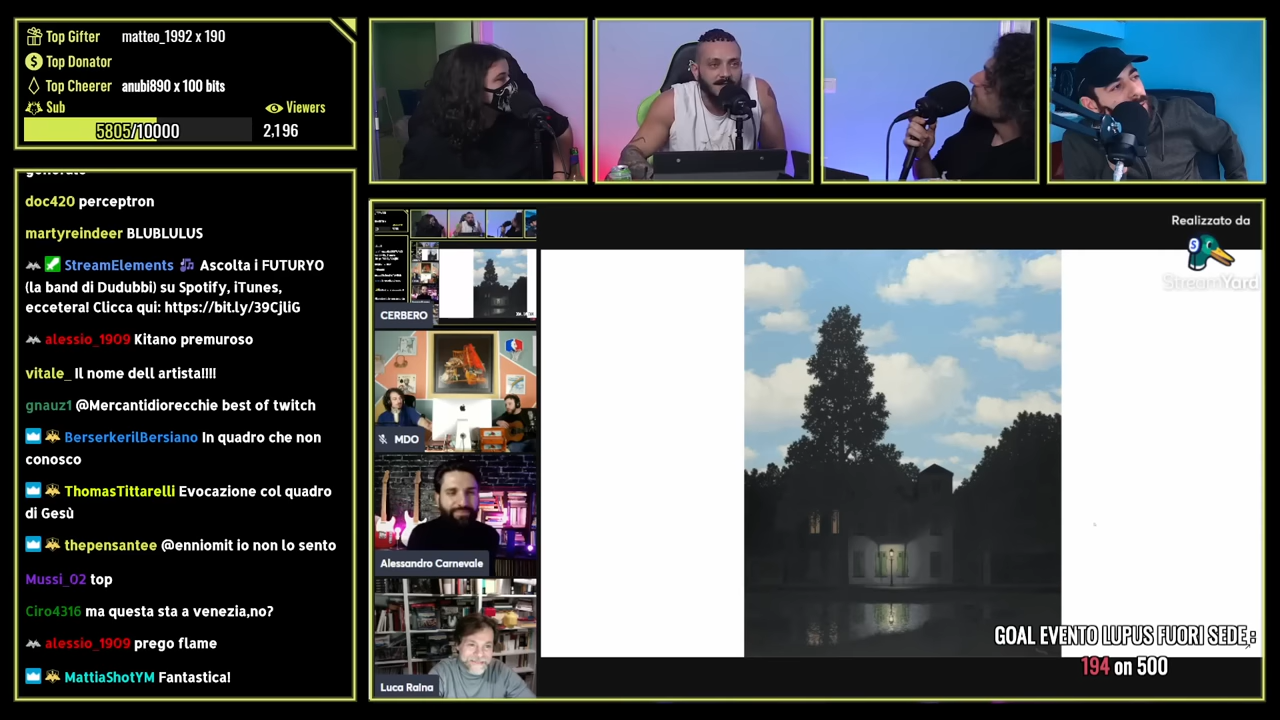 Top Gifter matteo_1992 x 190
Top Donator
Top Cheerer anubi890 x 100 bits
Sub Viewers
5805/10000 2,196
generato
doc420 perceptron
martyreindeer BLUBLULUS
StreamElements Ascolta i FUTURYO
(la band di Dududbbi) su Spotify, iTunes,
eccetera! Clicca qui: https://bit.ly/39CjliG
alessio_1909 Kitano premuroso
vitale_ Il nome dell artista!!!!
gnauz1 @Mercantidiorecchie best of twitch
BerserkerilBersiano In quadro che non
conosco
ThomasTittarelli Evocazione col quadro
di Gesù
thepensantee @enniomit io non lo sento
Mussi_02 top
Ciro4316 ma questa sta a venezia,no?
alessio_1909 prego flame
MattiaShotYM Fantastica!
Realizzato da
StreamYard
CERBERO
MDO
Alessandro Carnevale
Luca Raina
GOAL EVENTO LUPUS FUORI SEDE :
194 on 500